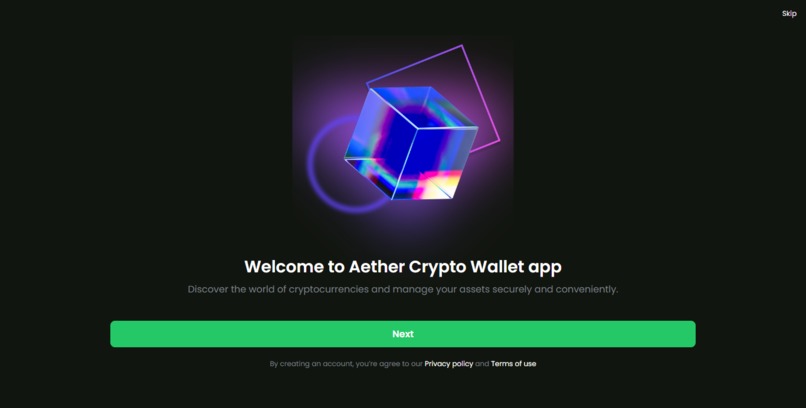 Skip
Welcome to Aether Crypto Wallet app
Discover the world of cryptocurrencies and manage your assets securely and conveniently.
Next
By creating an account, you're agree to our Privacy policy and Terms of use